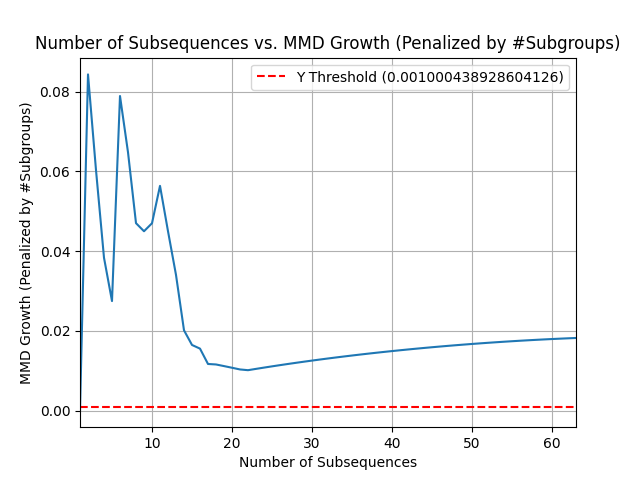 Number of Subsequences vs. MMD Growth (Penalized by #Subgroups)
Y Threshold (0.001000438928604126)
MMD Growth (Penalized by #Subgroups)
0.08
0.06
0.04
0.02
0.00
10 20 30 40 50 60
Number of Subsequences